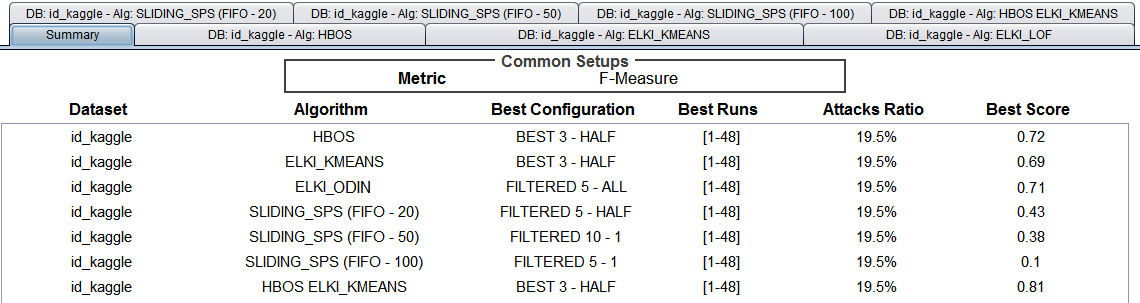 DB: id_kaggle - Alg: SLIDING_SPS (FIFO - 20) DB: id_kaggle - Alg: SLIDING_SPS (FIFO - 50) DB: id_kaggle - Alg: SLIDING_SPS (FIFO - 100) DB: id_kaggle - Alg: HBOS ELKI_KMEANS
Summary DB: id_kaggle - Alg: HBOS DB: id_kaggle - Alg: ELKI_KMEANS DB: id_kaggle - Alg: ELKI_LOF
Common Setups
Metric F-Measure
Dataset Algorithm Best Configuration Best Runs Attacks Ratio Best Score
id_kaggle HBOS BEST 3 - HALF [1-48] 19.5% 0.72
id_kaggle ELKI_KMEANS BEST 3 - HALF [1-48] 19.5% 0.69
id_kaggle ELKI_ODIN FILTERED 5 - ALL [1-48] 19.5% 0.71
id_kaggle SLIDING_SPS (FIFO - 20) FILTERED 5 - HALF [1-48] 19.5% 0.43
id_kaggle SLIDING_SPS (FIFO - 50) FILTERED 10 - 1 [1-48] 19.5% 0.38
id_kaggle SLIDING_SPS (FIFO - 100) FILTERED 5 - 1 [1-48] 19.5% 0.1
id_kaggle HBOS ELKI_KMEANS BEST 3 - HALF [1-48] 19.5% 0.81